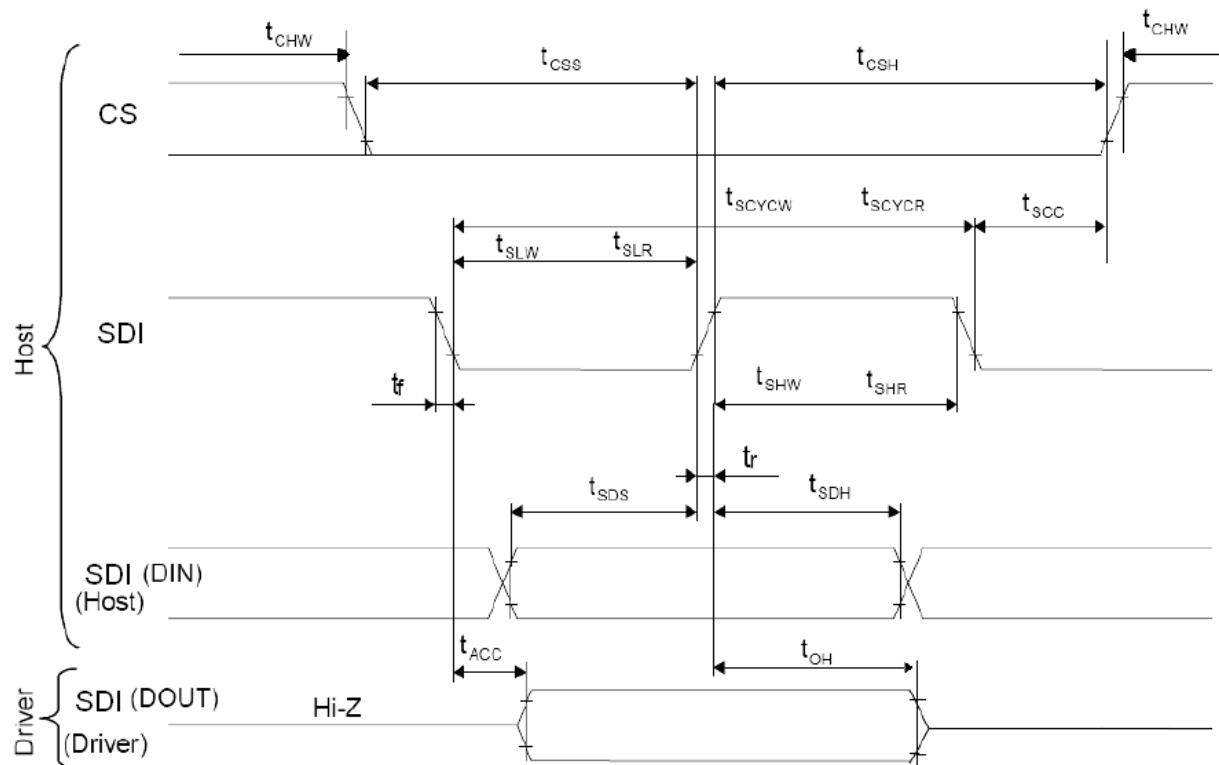 tCHW
tCHW
tCSS
tCSH
CS
tSCYCW
tSCYCR
tSCC
tSLW
tSLR
Host
SDI
tf
tSHW
tSHR
tr
tSDS
tSDH
SDI (DIN)
(Host)
tACC
tOH
Driver
SDI (DOUT)
Hi-Z
(Driver)